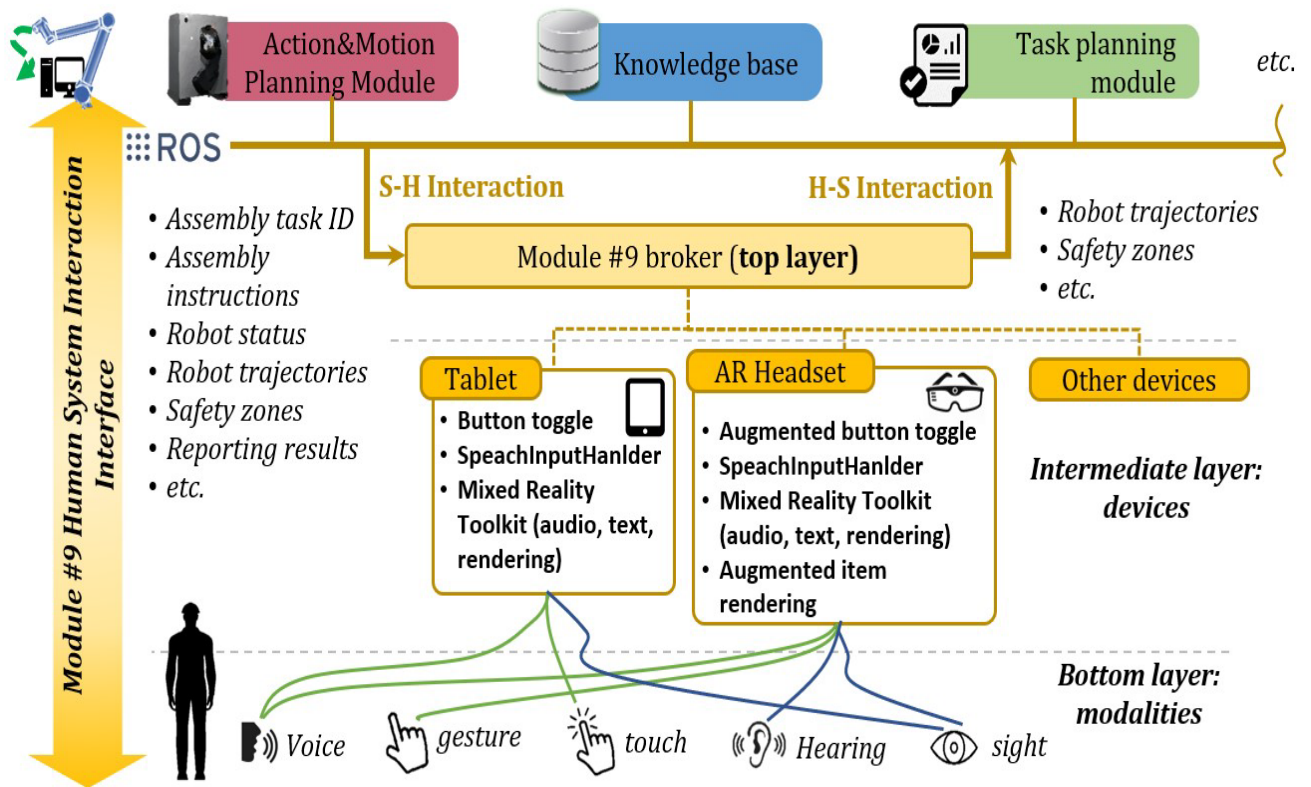 Action&Motion
Planning Module
Knowledge base
Task planning
module
etc.
ROS
S-H Interaction
H-S Interaction
Module #9 Human System Interaction
Interface
• Assembly task ID
• Assembly
instructions
• Robot status
• Robot trajectories
• Safety zones
• Reporting results
• etc.
Module #9 broker (top layer)
• Robot trajectories
• Safety zones
• etc.
Tablet
• Button toggle
• SpeachInputHanlder
• Mixed Reality
Toolkit (audio, text,
rendering)
AR Headset
• Augmented button toggle
• SpeachInputHanlder
• Mixed Reality Toolkit
(audio, text, rendering)
• Augmented item
rendering
Other devices
Intermediate layer:
devices
Bottom layer:
modalities
Voice
gesture
touch
Hearing
sight